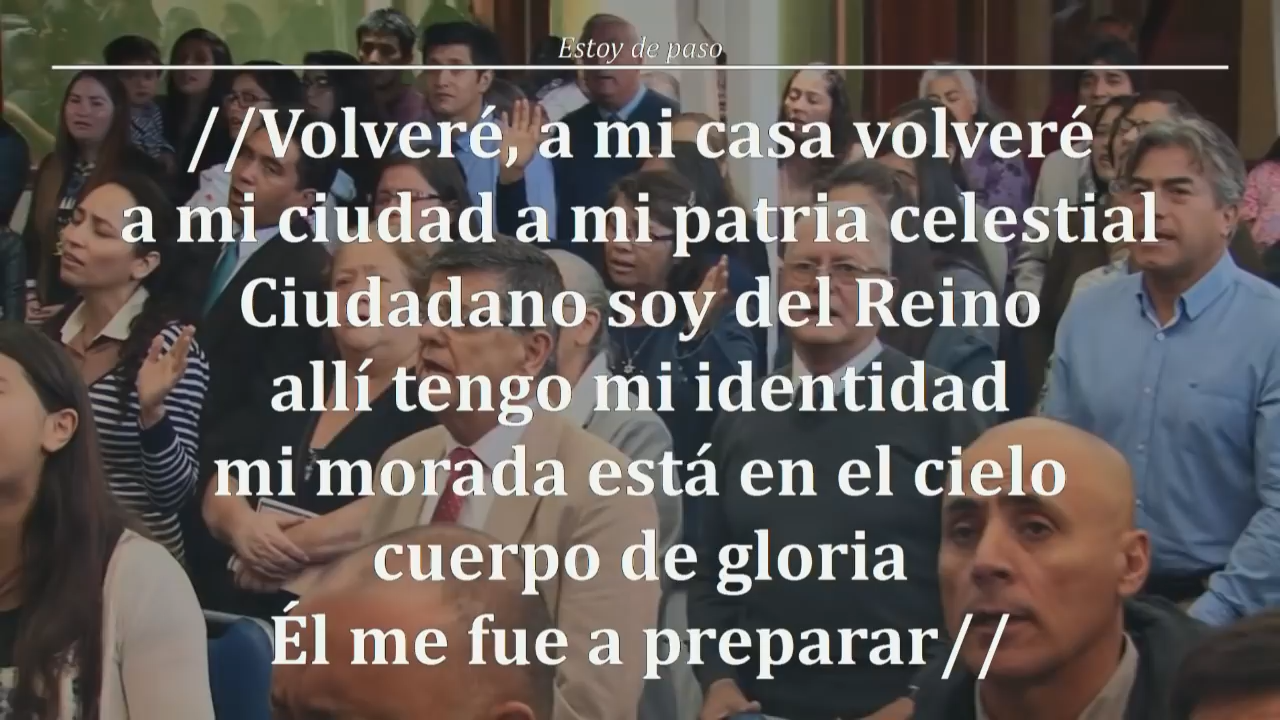 Estoy de paso
//Volveré, a mi casa volveré
a mi ciudad a mi patria celestial
Ciudadano soy del Reino
allí tengo mi identidad
mi morada está en el cielo
cuerpo de gloria
Él me fue a preparar//